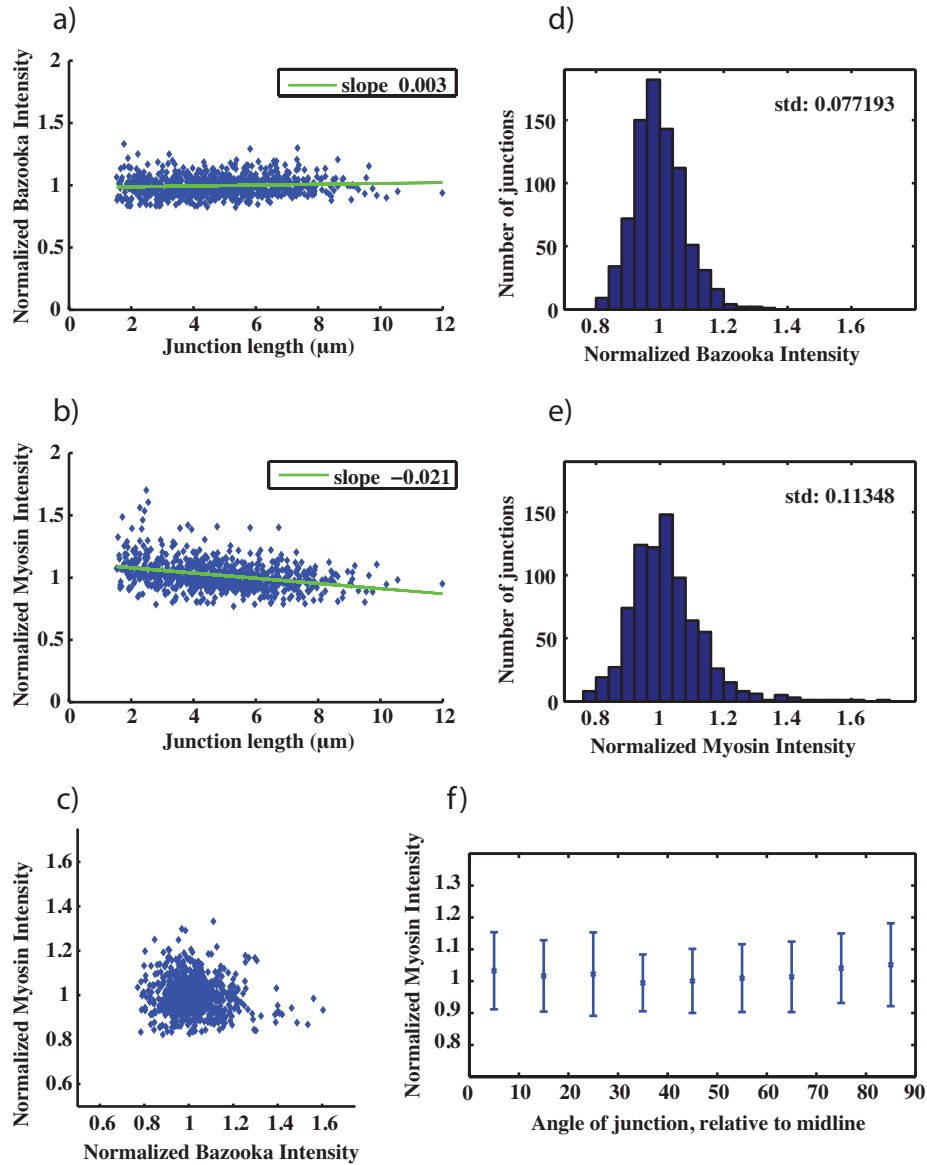 a)
Normalized Bazooka Intensity
2
1.5
1
0.5
0
slope 0.003
0 2 4 6 8 10 12
Junction length (µm)
d)
Number of junctions
150
100
50
0
std: 0.077193
0.8 1 1.2 1.4 1.6
Normalized Bazooka Intensity
b)
Normalized Myosin Intensity
2
1.5
1
0.5
0
slope −0.021
0 2 4 6 8 10 12
Junction length (µm)
e)
Number of junctions
150
100
50
0
std: 0.11348
0.8 1 1.2 1.4 1.6
Normalized Myosin Intensity
c)
Normalized Myosin Intensity
1.6
1.4
1.2
1
0.8
0.6
0.6 0.8 1 1.2 1.4 1.6
Normalized Bazooka Intensity
f)
Normalized Myosin Intensity
1.3
1.2
1.1
1
0.9
0.8
0 10 20 30 40 50 60 70 80 90
Angle of junction, relative to midline